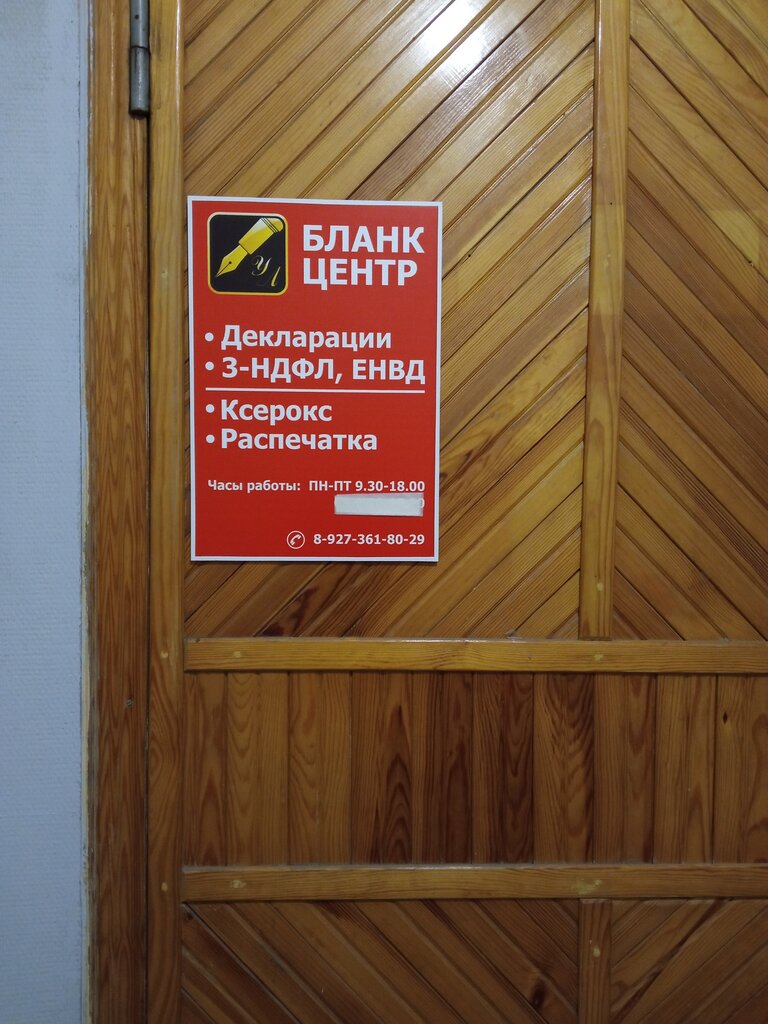 БЛАНК
ЦЕНТР
• Декларации
• 3-НДФЛ, ЕНВД
• Ксерокс
• Распечатка
Часы работы: ПН-ПТ 9.30-18.00
8-927-361-80-29